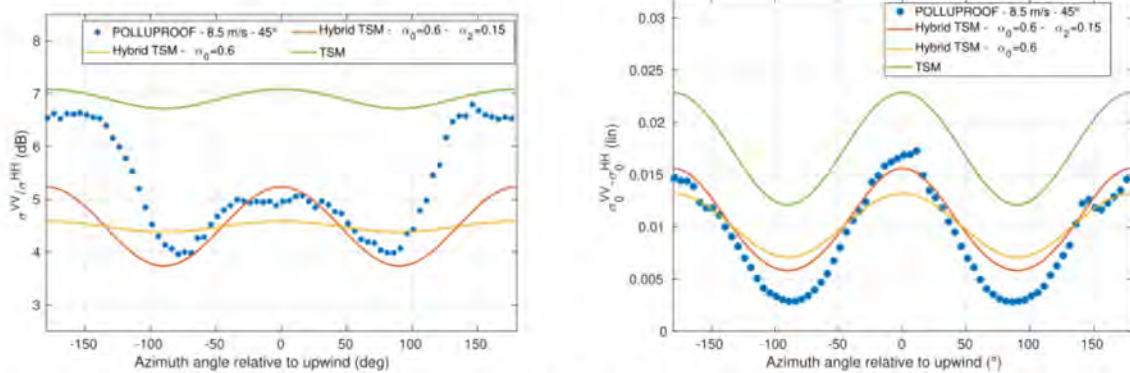 POLLUPROOF - 8.5 m/s - 45°
Hybrid TSM : α0=0.6 - α2=0.15
Hybrid TSM - α0=0.6
TSM
8
7
6
5
4
3
σVV/σHH (dB)
-150 -100 -50 0 50 100 150
Azimuth angle relative to upwind (deg)
POLLUPROOF - 8.5 m/s - 45°
Hybrid TSM - α0=0.6 - α2=0.15
Hybrid TSM - α0=0.6
TSM
0.03
0.025
0.02
0.015
0.01
0.005
0
σ0VV-σ0HH (lin)
-150 -100 -50 0 50 100 150
Azimuth angle relative to upwind (°)